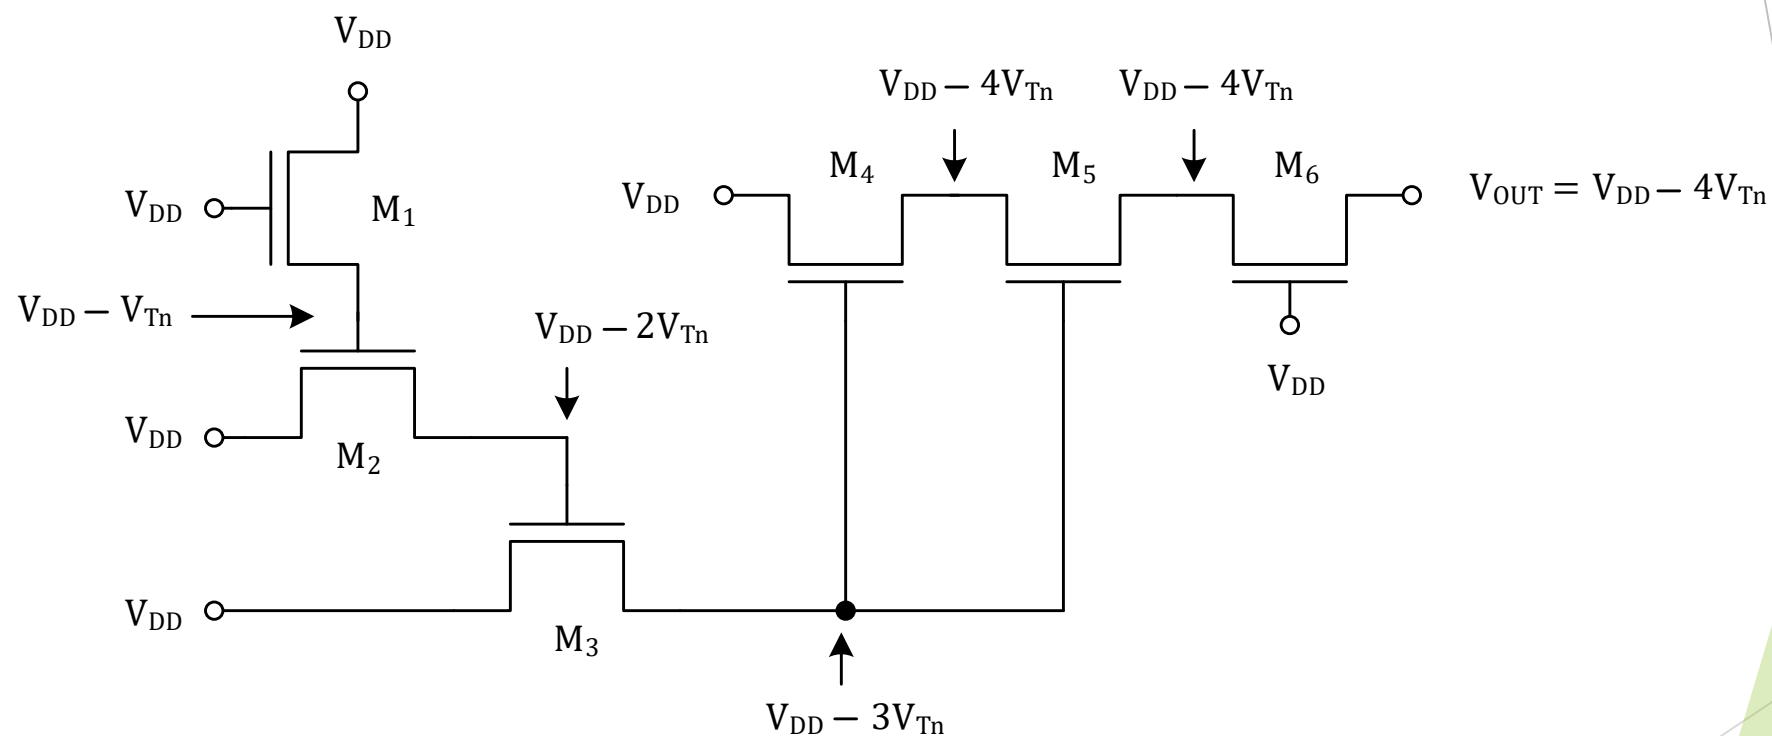 V_DD
V_DD − 4V_Tn
V_DD − 4V_Tn
M_4
M_5
M_6
V_DD
V_OUT = V_DD − 4V_Tn
V_DD
M_1
V_DD − V_Tn
V_DD − 2V_Tn
V_DD
V_DD
M_2
V_DD
M_3
V_DD − 3V_Tn